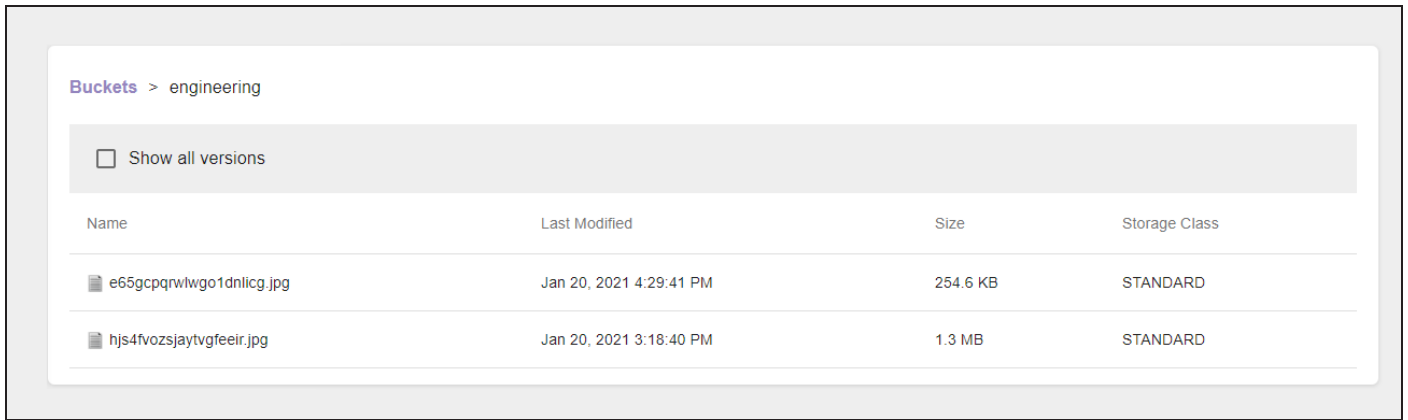 Buckets > engineering
Show all versions
Name Last Modified Size Storage Class
e65gcpqrwlwgo1dnlicg.jpg Jan 20, 2021 4:29:41 PM 254.6 KB STANDARD
hjs4fvozsjaytvgfeeir.jpg Jan 20, 2021 3:18:40 PM 1.3 MB STANDARD